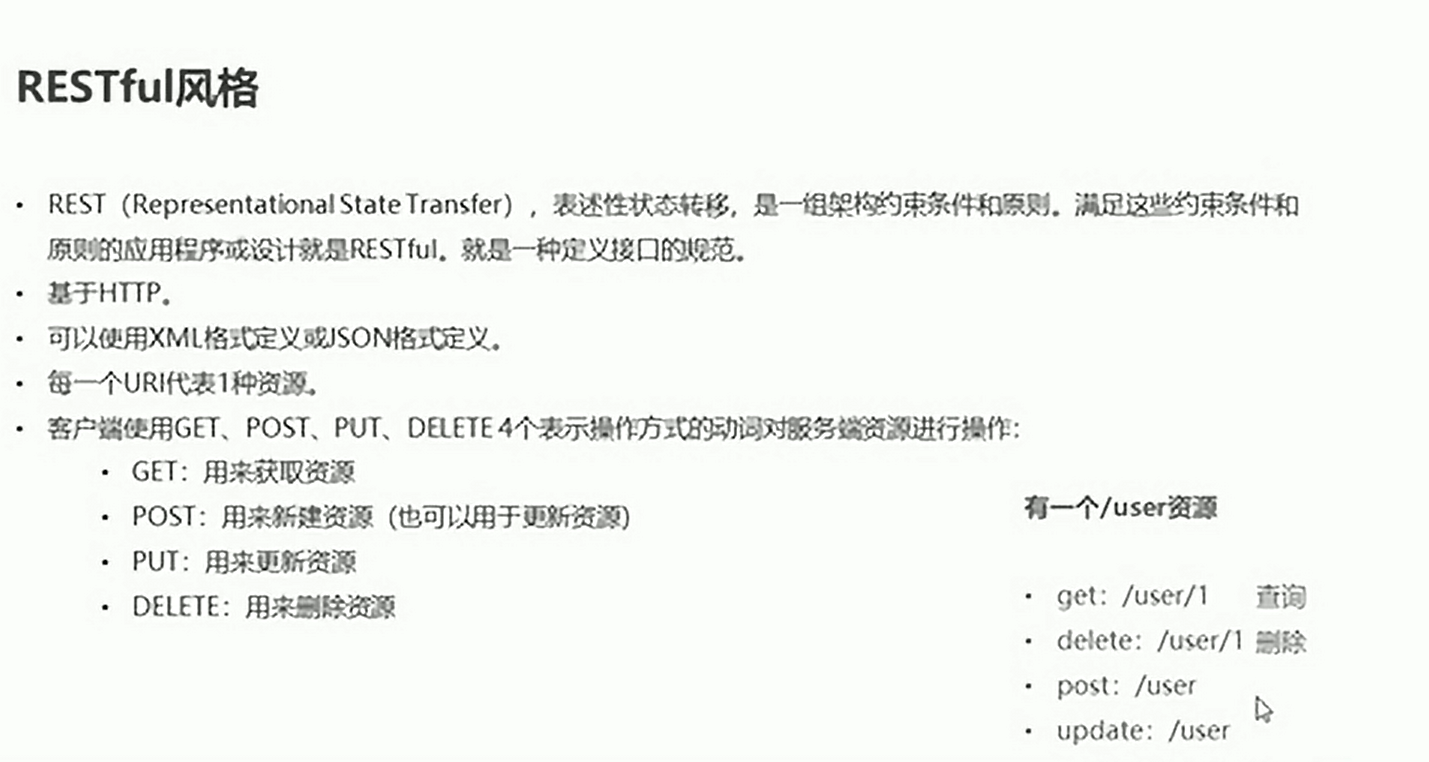 RESTful风格
• REST（Representational State Transfer），表述性状态转移，是一组架构约束条件和原则。满足这些约束条件和
原则的应用程序或设计就是RESTful。就是一种定义接口的规范。
• 基于HTTP。
• 可以使用XML格式定义或JSON格式定义。
• 每一个URI代表1种资源。
• 客户端使用GET、POST、PUT、DELETE 4个表示操作方式的动词对服务端资源进行操作：
• GET：用来获取资源
• POST：用来新建资源（也可以用于更新资源）
• PUT：用来更新资源
• DELETE：用来删除资源
有一个/user资源
• get：/user/1 查询
• delete：/user/1 删除
• post：/user
• update：/user